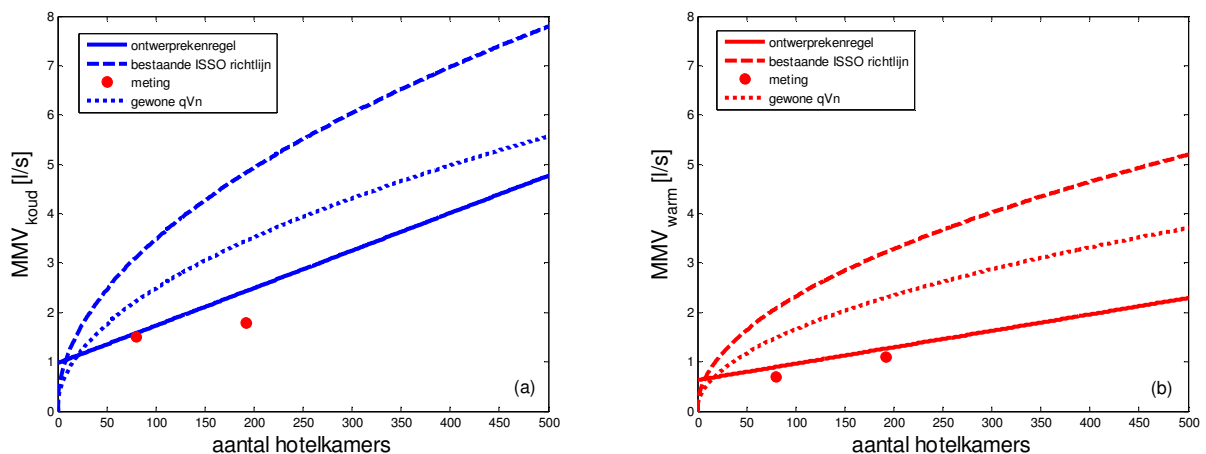 8
7
6
5
4
3
2
1
0
MMVkoud [l/s]
ontwerprekenregel
bestaande ISSO richtlijn
meting
gewone qVn
(a)
0 50 100 150 200 250 300 350 400 450 500
aantal hotelkamers
8
7
6
5
4
3
2
1
0
MMVwarm [l/s]
ontwerprekenregel
bestaande ISSO richtlijn
meting
gewone qVn
(b)
0 50 100 150 200 250 300 350 400 450 500
aantal hotelkamers